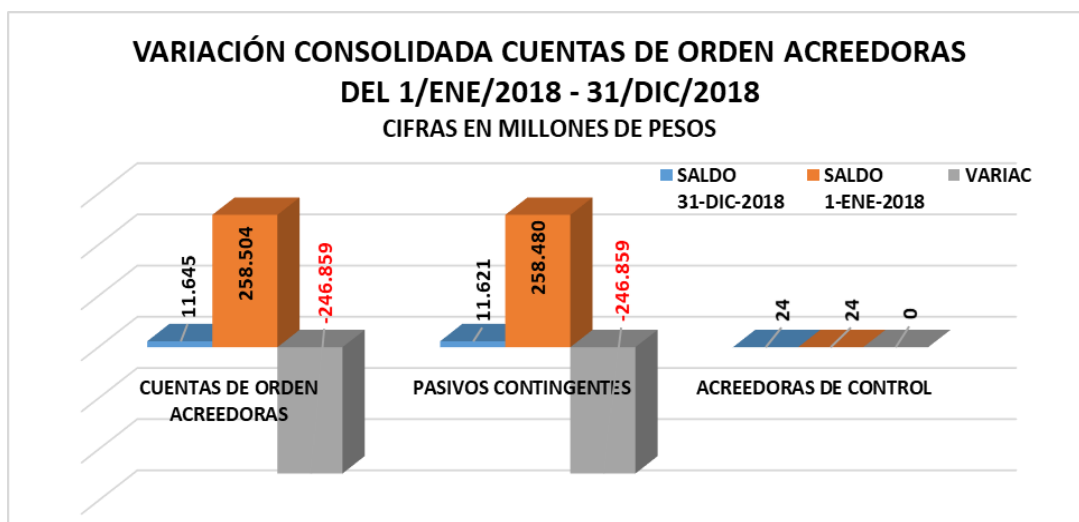 VARIACIÓN CONSOLIDADA CUENTAS DE ORDEN ACREEDORAS
DEL 1/ENE/2018 - 31/DIC/2018
CIFRAS EN MILLONES DE PESOS
SALDO
31-DIC-2018
SALDO
1-ENE-2018
VARIAC
11.645
258.504
-246.859
11.621
258.480
-246.859
24
24
0
CUENTAS DE ORDEN
ACREEDORAS
PASIVOS CONTINGENTES
ACREEDORAS DE CONTROL